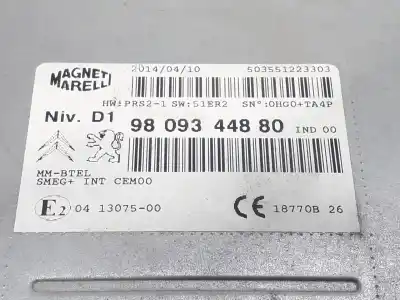 MAGNETI MARELLI
2014/04/10 503551223303
HW:PRS2-1 SW:51ER2 SN°:0HG0+TA4P
Niv. D1
98 093 448 80 IND 00
MM-BTEL
SMEG+ INT CEM00
E2 04 13075-00 CE 18770B 26